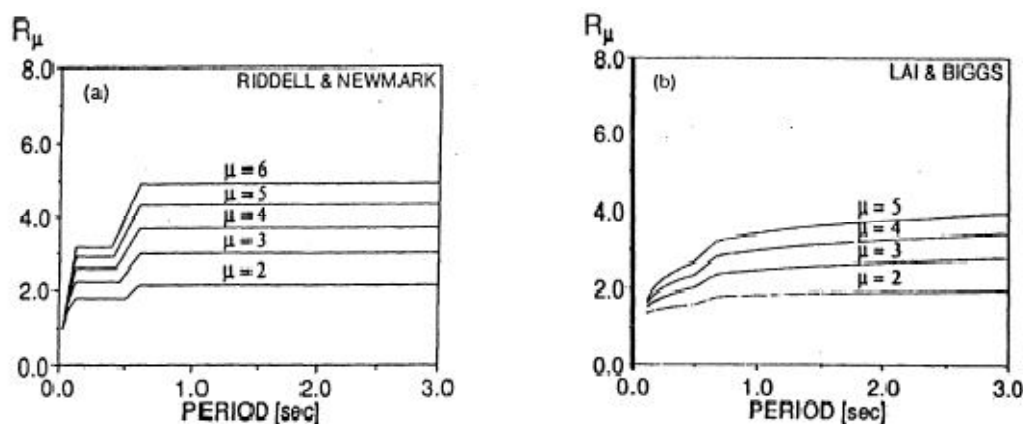 Rμ
8.0
6.0
4.0
2.0
0.0
(a)
RIDDELL & NEWMARK
μ = 6
μ = 5
μ = 4
μ = 3
μ = 2
0.0
1.0
2.0
3.0
PERIOD [sec]
Rμ
8.0
6.0
4.0
2.0
0.0
(b)
LAI & BIGGS
μ = 5
μ = 4
μ = 3
μ = 2
0.0
1.0
2.0
3.0
PERIOD [sec]